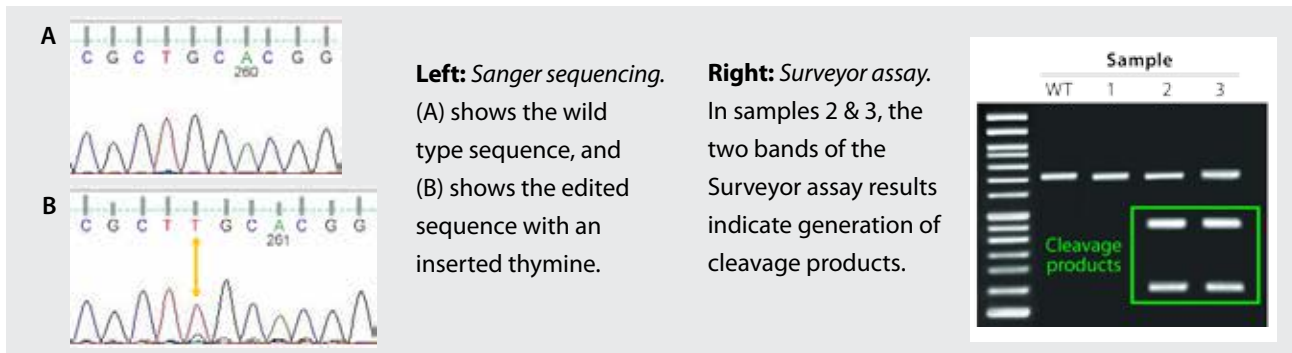 A
C G C T G C A C G G
260
B
C G C T T G C A C G G
261
Left: Sanger sequencing.
(A) shows the wild
type sequence, and
(B) shows the edited
sequence with an
inserted thymine.
Right: Surveyor assay.
In samples 2 & 3, the
two bands of the
Surveyor assay results
indicate generation of
cleavage products.
Sample
WT 1 2 3
Cleavage
products